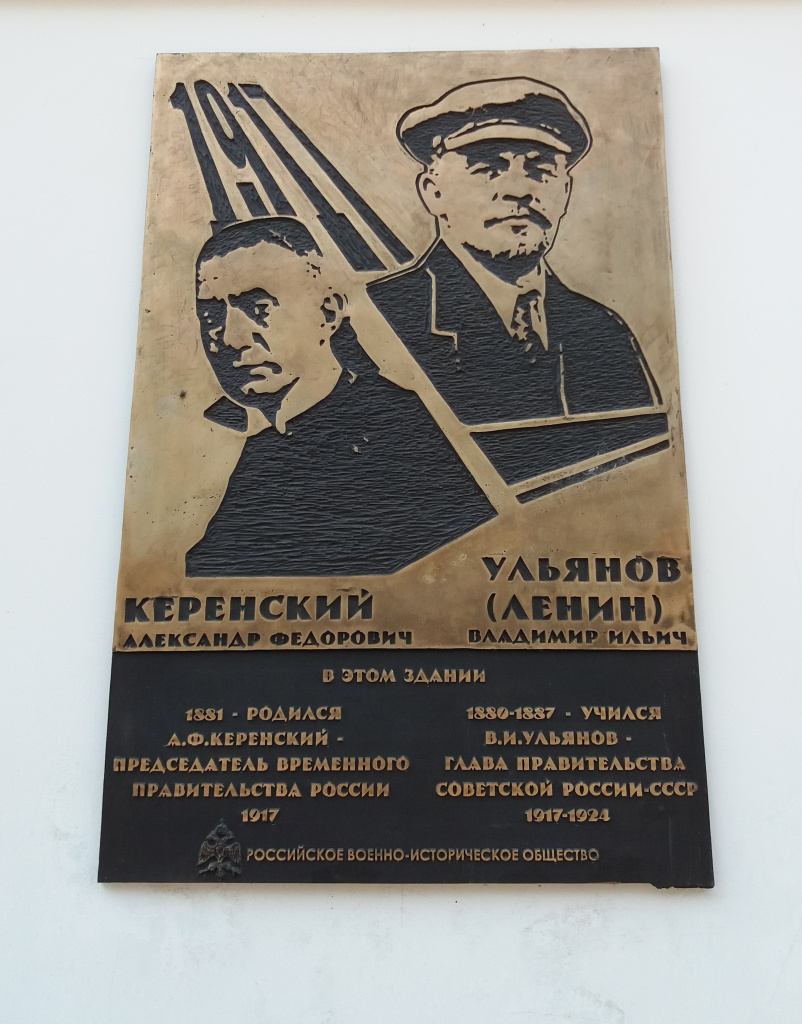 1917
КЕРЕНСКИЙ
АЛЕКСАНДР ФЕДОРОВИЧ
УЛЬЯНОВ
(ЛЕНИН)
ВЛАДИМИР ИЛЬИЧ
В ЭТОМ ЗДАНИИ
1881 - РОДИЛСЯ
А.Ф.КЕРЕНСКИЙ -
ПРЕДСЕДАТЕЛЬ ВРЕМЕННОГО
ПРАВИТЕЛЬСТВА РОССИИ
1917
1880-1887 - УЧИЛСЯ
В.И.УЛЬЯНОВ -
ГЛАВА ПРАВИТЕЛЬСТВА
СОВЕТСКОЙ РОССИИ-СССР
1917-1924
РОССИЙСКОЕ ВОЕННО-ИСТОРИЧЕСКОЕ ОБЩЕСТВО